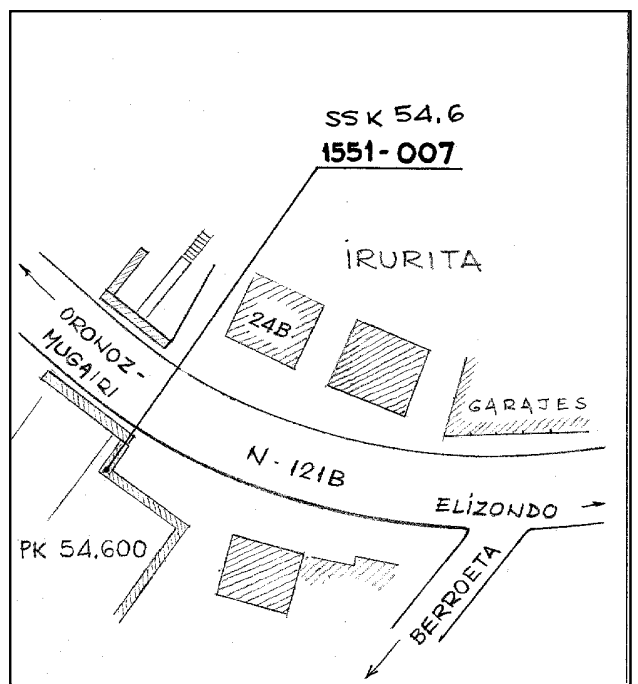 SSK 54.6
1551-007
iRURiTA
ORONOZ-
MUGAiRi
24B
GARAJES
N-121B
ELiZONDO
PK 54.600
BERROETA